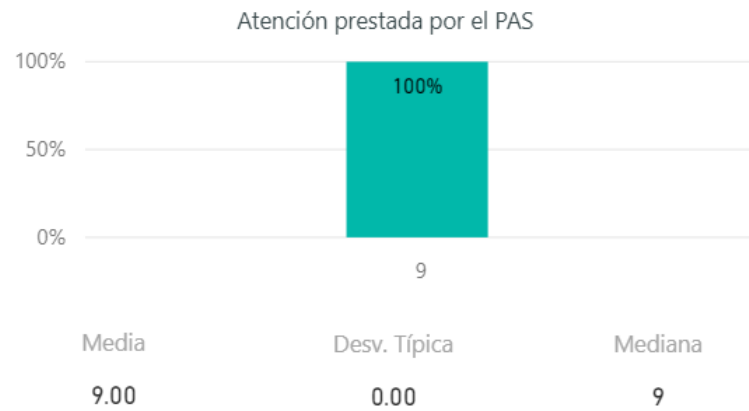 Atención prestada por el PAS
100%
100%
50%
0%
9
Media Desv. Típica Mediana
9.00 0.00 9